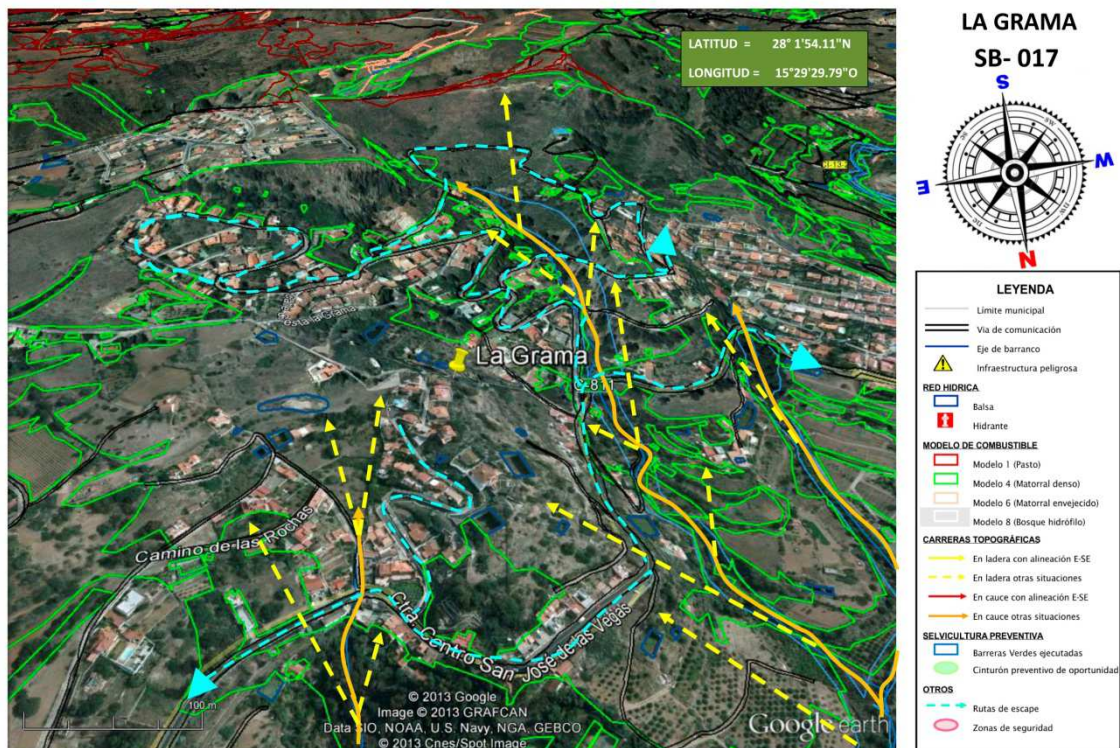 LA GRAMA
SB- 017
LATITUD = 28° 1'54.11"N
LONGITUD = 15°29'29.79"O
S
W
E
N
La Grama
C-811
Camino de las Rochas
Ctra Centro San José de las Vegas
100 m
© 2013 Google
Image © 2013 GRAFCAN
Data SIO, NOAA, U.S. Navy, NGA, GEBCO
© 2013 Cnes/Spot Image
Google earth
LEYENDA
Límite municipal
Via de comunicación
Eje de barranco
Infraestructura peligrosa
RED HIDRICA
Balsa
Hidrante
MODELO DE COMBUSTIBLE
Modelo 1 (Pasto)
Modelo 4 (Matorral denso)
Modelo 6 (Matorral envejecido)
Modelo 8 (Bosque hidrófilo)
CARRERAS TOPOGRÁFICAS
En ladera con alineación E-SE
En ladera otras situaciones
En cauce con alineación E-SE
En cauce otras situaciones
SELVICULTURA PREVENTIVA
Barreras Verdes ejecutadas
Cinturón preventivo de oportunidad
OTROS
Rutas de escape
Zonas de seguridad